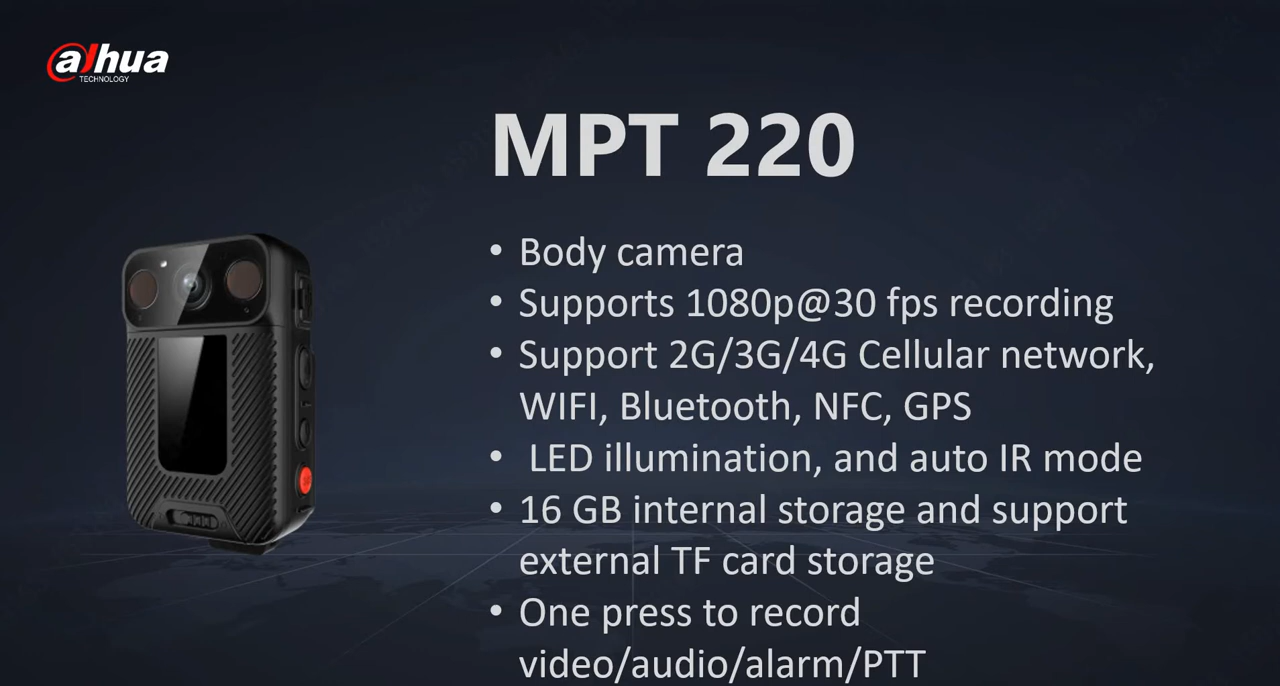 alhua
TECHNOLOGY
MPT 220
• Body camera
• Supports 1080p@30 fps recording
• Support 2G/3G/4G Cellular network,
WIFI, Bluetooth, NFC, GPS
• LED illumination, and auto IR mode
• 16 GB internal storage and support
external TF card storage
• One press to record
video/audio/alarm/PTT